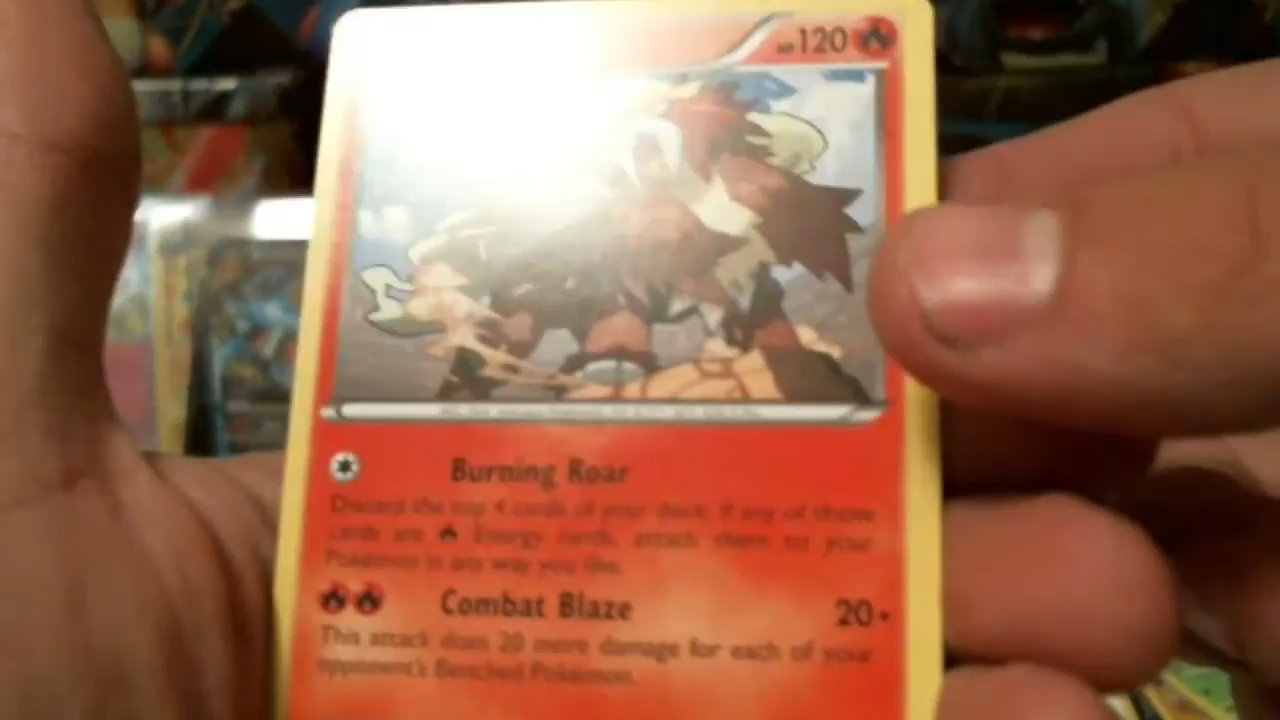 HP120
Burning Roar
Discard the top 4 cards of your deck. If any of those
cards are Energy cards, attach them to your
Pokémon in any way you like.
Combat Blaze 20+
This attack does 20 more damage for each of your
opponent's Benched Pokémon.